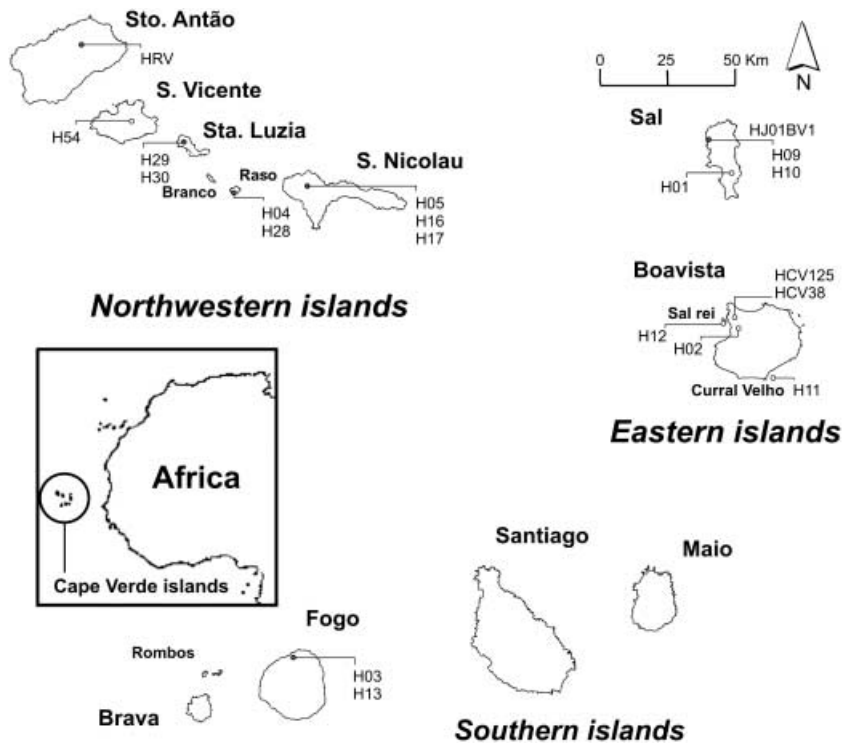 Sto. Antão
HRV
S. Vicente
H54
Sta. Luzia
H29
H30
Branco
Raso
H04
H28
S. Nicolau
H05
H16
H17
Northwestern islands
0 25 50 Km
N
Sal
HJ01BV1
H09
H10
H01
Boavista
HCV125
HCV38
Sal rei
H12
H02
Curral Velho
H11
Eastern islands
Africa
Cape Verde islands
Santiago
Maio
Fogo
H03
H13
Rombos
Brava
Southern islands